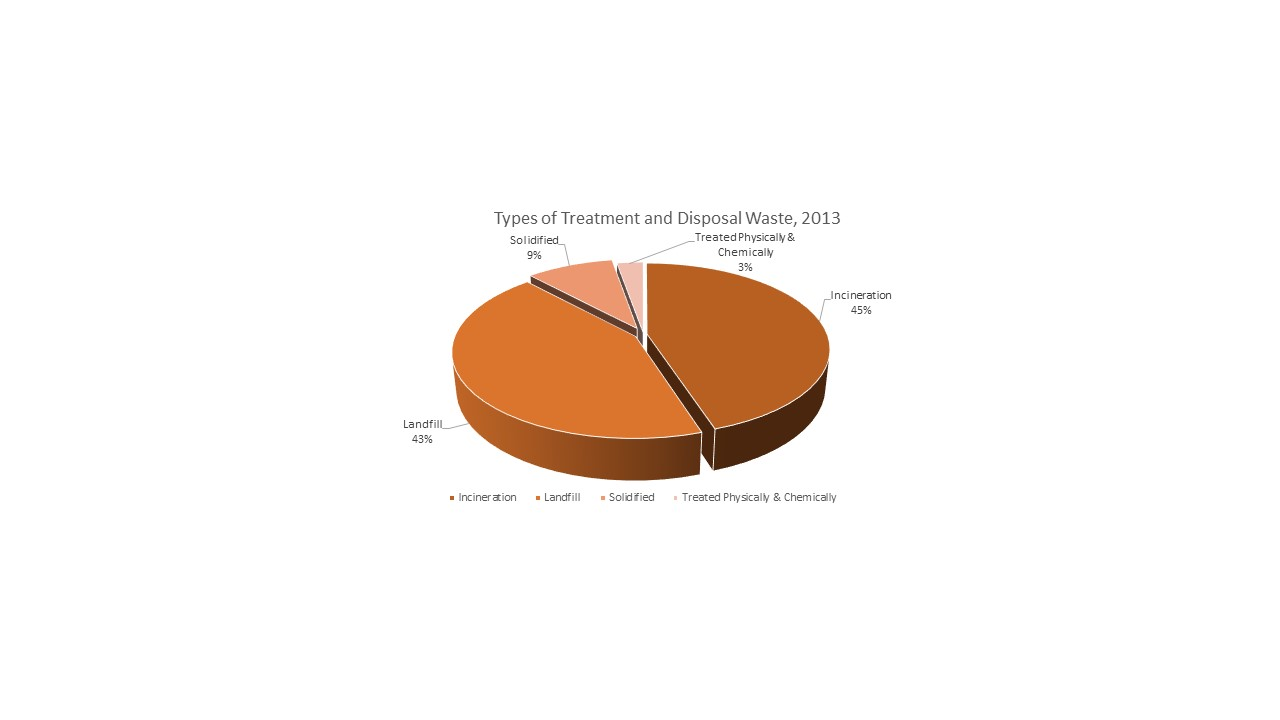 Types of Treatment and Disposal Waste, 2013
Solidified
9%
Treated Physically &
Chemically
3%
Incineration
45%
Landfill
43%
Incineration Landfill Solidified Treated Physically & Chemically